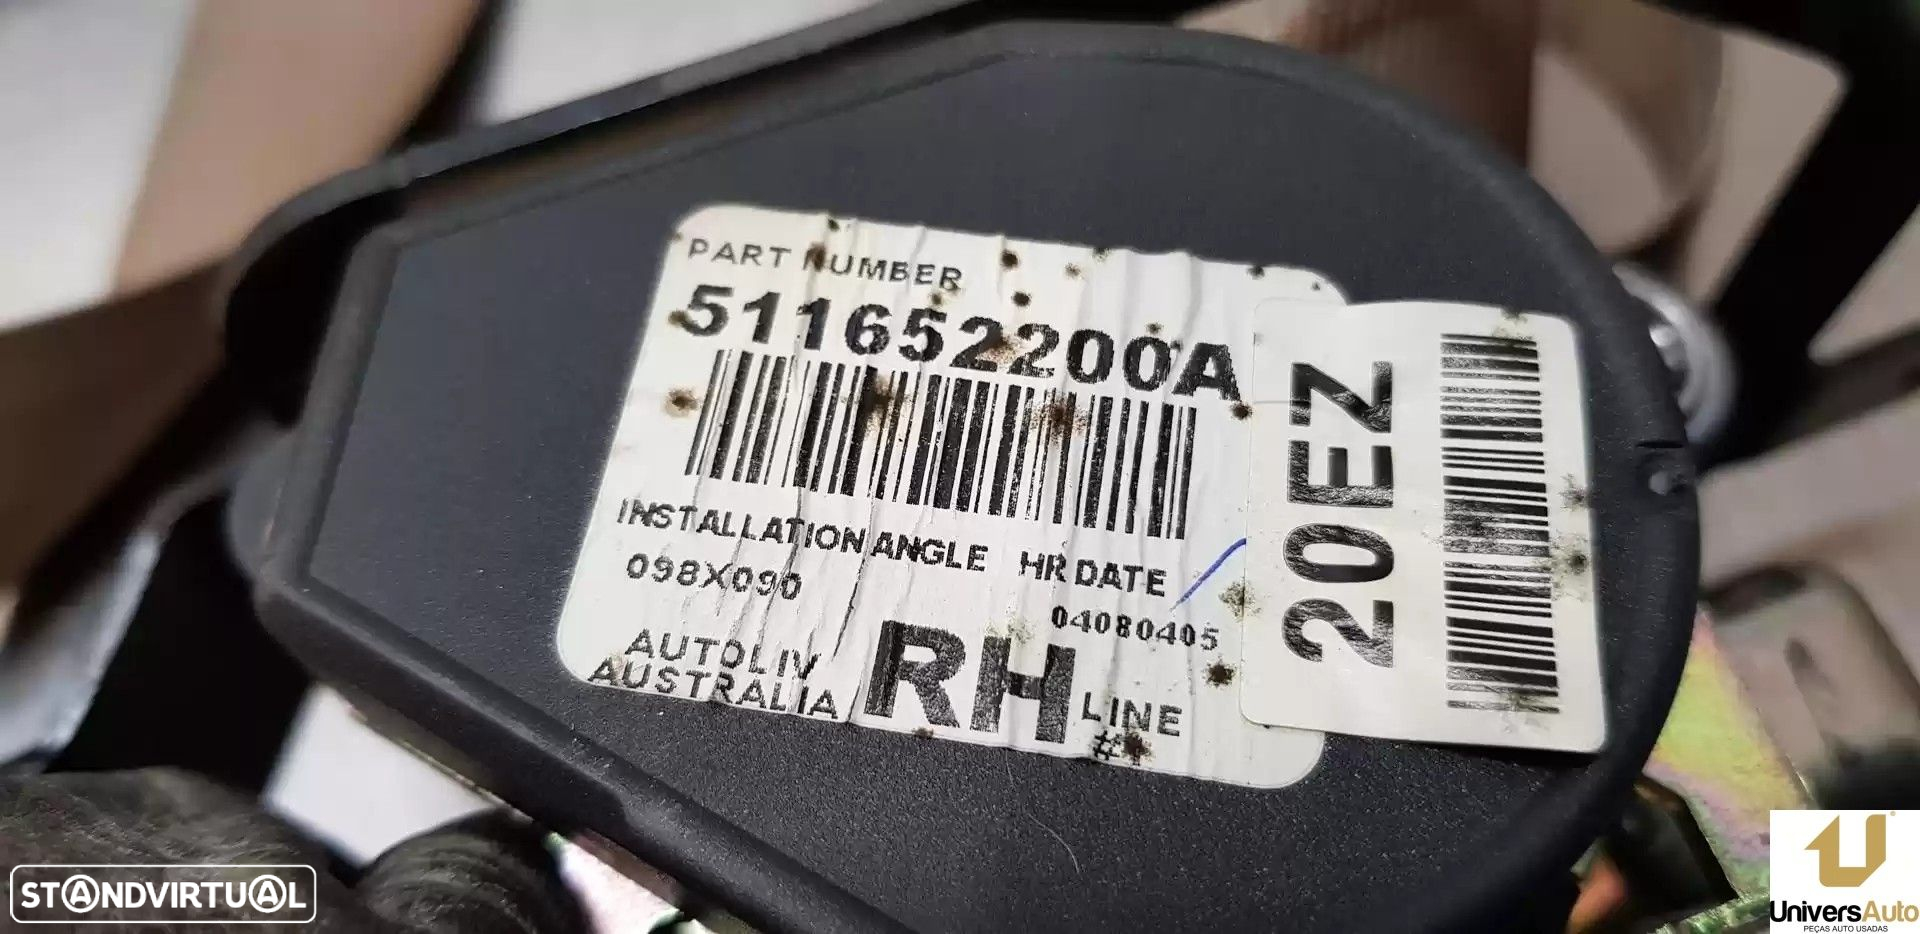 PART NUMBER
511652200A
INSTALLATION ANGLE HR DATE
098X090
04080405
AUTOLIV
AUSTRALIA
RH
LINE
20EZ
STANDVIRTUAL
UniversAuto
PEÇAS AUTO USADAS